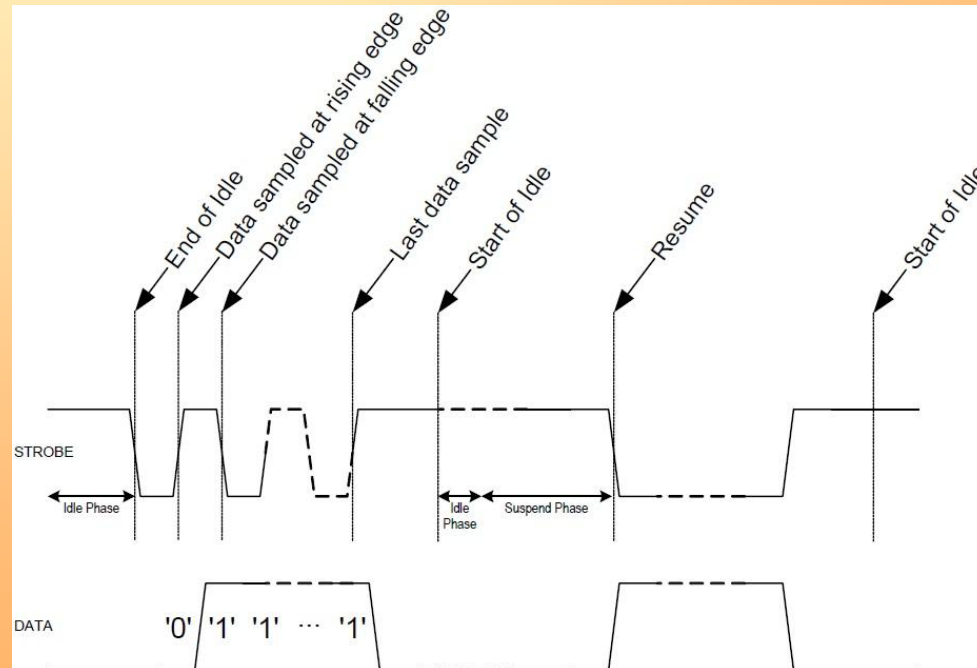 End of Idle
Data sampled at rising edge
Data sampled at falling edge
Last data sample
Start of Idle
Resume
Start of Idle
STROBE
Idle Phase
Idle
Phase
Suspend Phase
DATA
'0' '1' '1' ... '1'